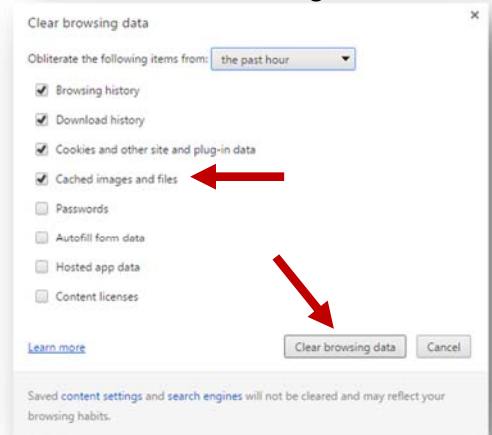 Clear browsing data
×
Obliterate the following items from: the past hour
Browsing history
Download history
Cookies and other site and plug-in data
Cached images and files
Passwords
Autofill form data
Hosted app data
Content licenses
Learn more Clear browsing data Cancel
Saved content settings and search engines will not be cleared and may reflect your
browsing habits.